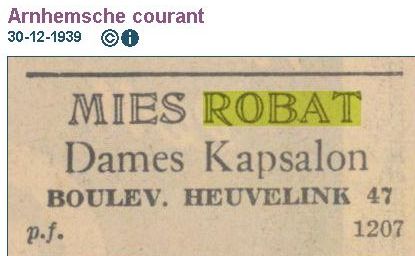 Arnhemsche courant
30-12-1939 © i
MIES ROBAT
Dames Kapsalon
BOULEV. HEUVELINK 47
p.f. 1207